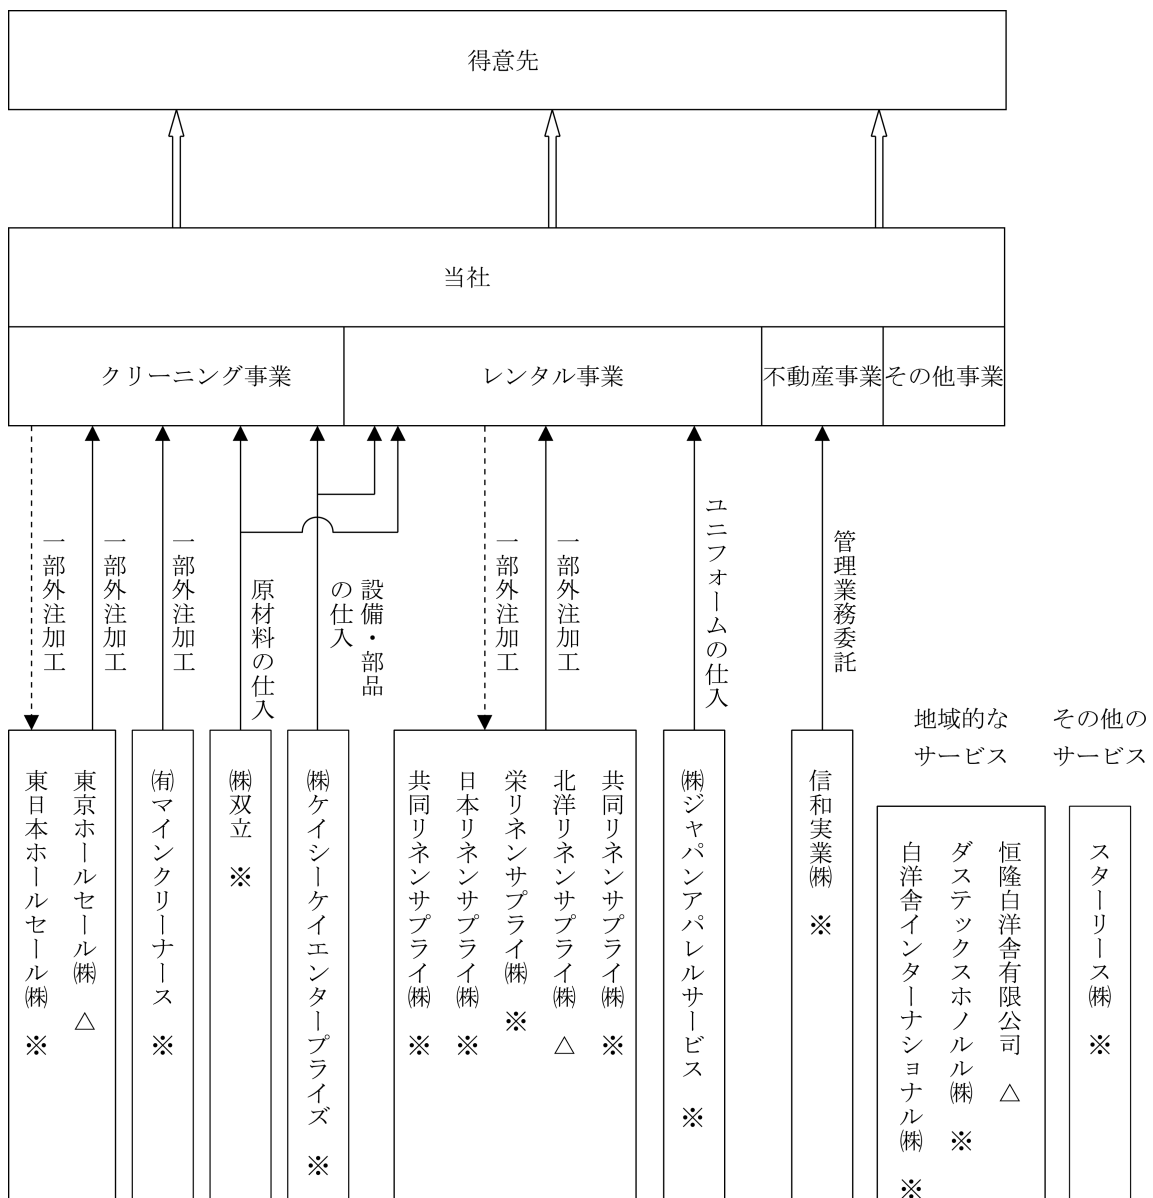 得意先
当社
クリーニング事業
レンタル事業
不動産事業
その他事業
一部外注加工
一部外注加工
一部外注加工
原材料の仕入
設備・部品
の仕入
一部外注加工
一部外注加工
ユニフォームの仕入
管理業務委託
地域的な
サービス
その他の
サービス
東京ホールセール㈱ △
東日本ホールセール㈱ ※
㈲マインクリーナース ※
㈱双立 ※
㈱ケイシーケイエンタープライズ ※
共同リネンサプライ㈱ ※
北洋リネンサプライ㈱ △
栄リネンサプライ㈱ ※
日本リネンサプライ㈱ ※
共同リネンサプライ㈱ ※
㈱ジャパンアパレルサービス ※
信和実業㈱ ※
恒隆白洋舎有限公司 △
ダステックスホノルル㈱ ※
白洋舎インターナショナル㈱ ※
スターリース㈱ ※